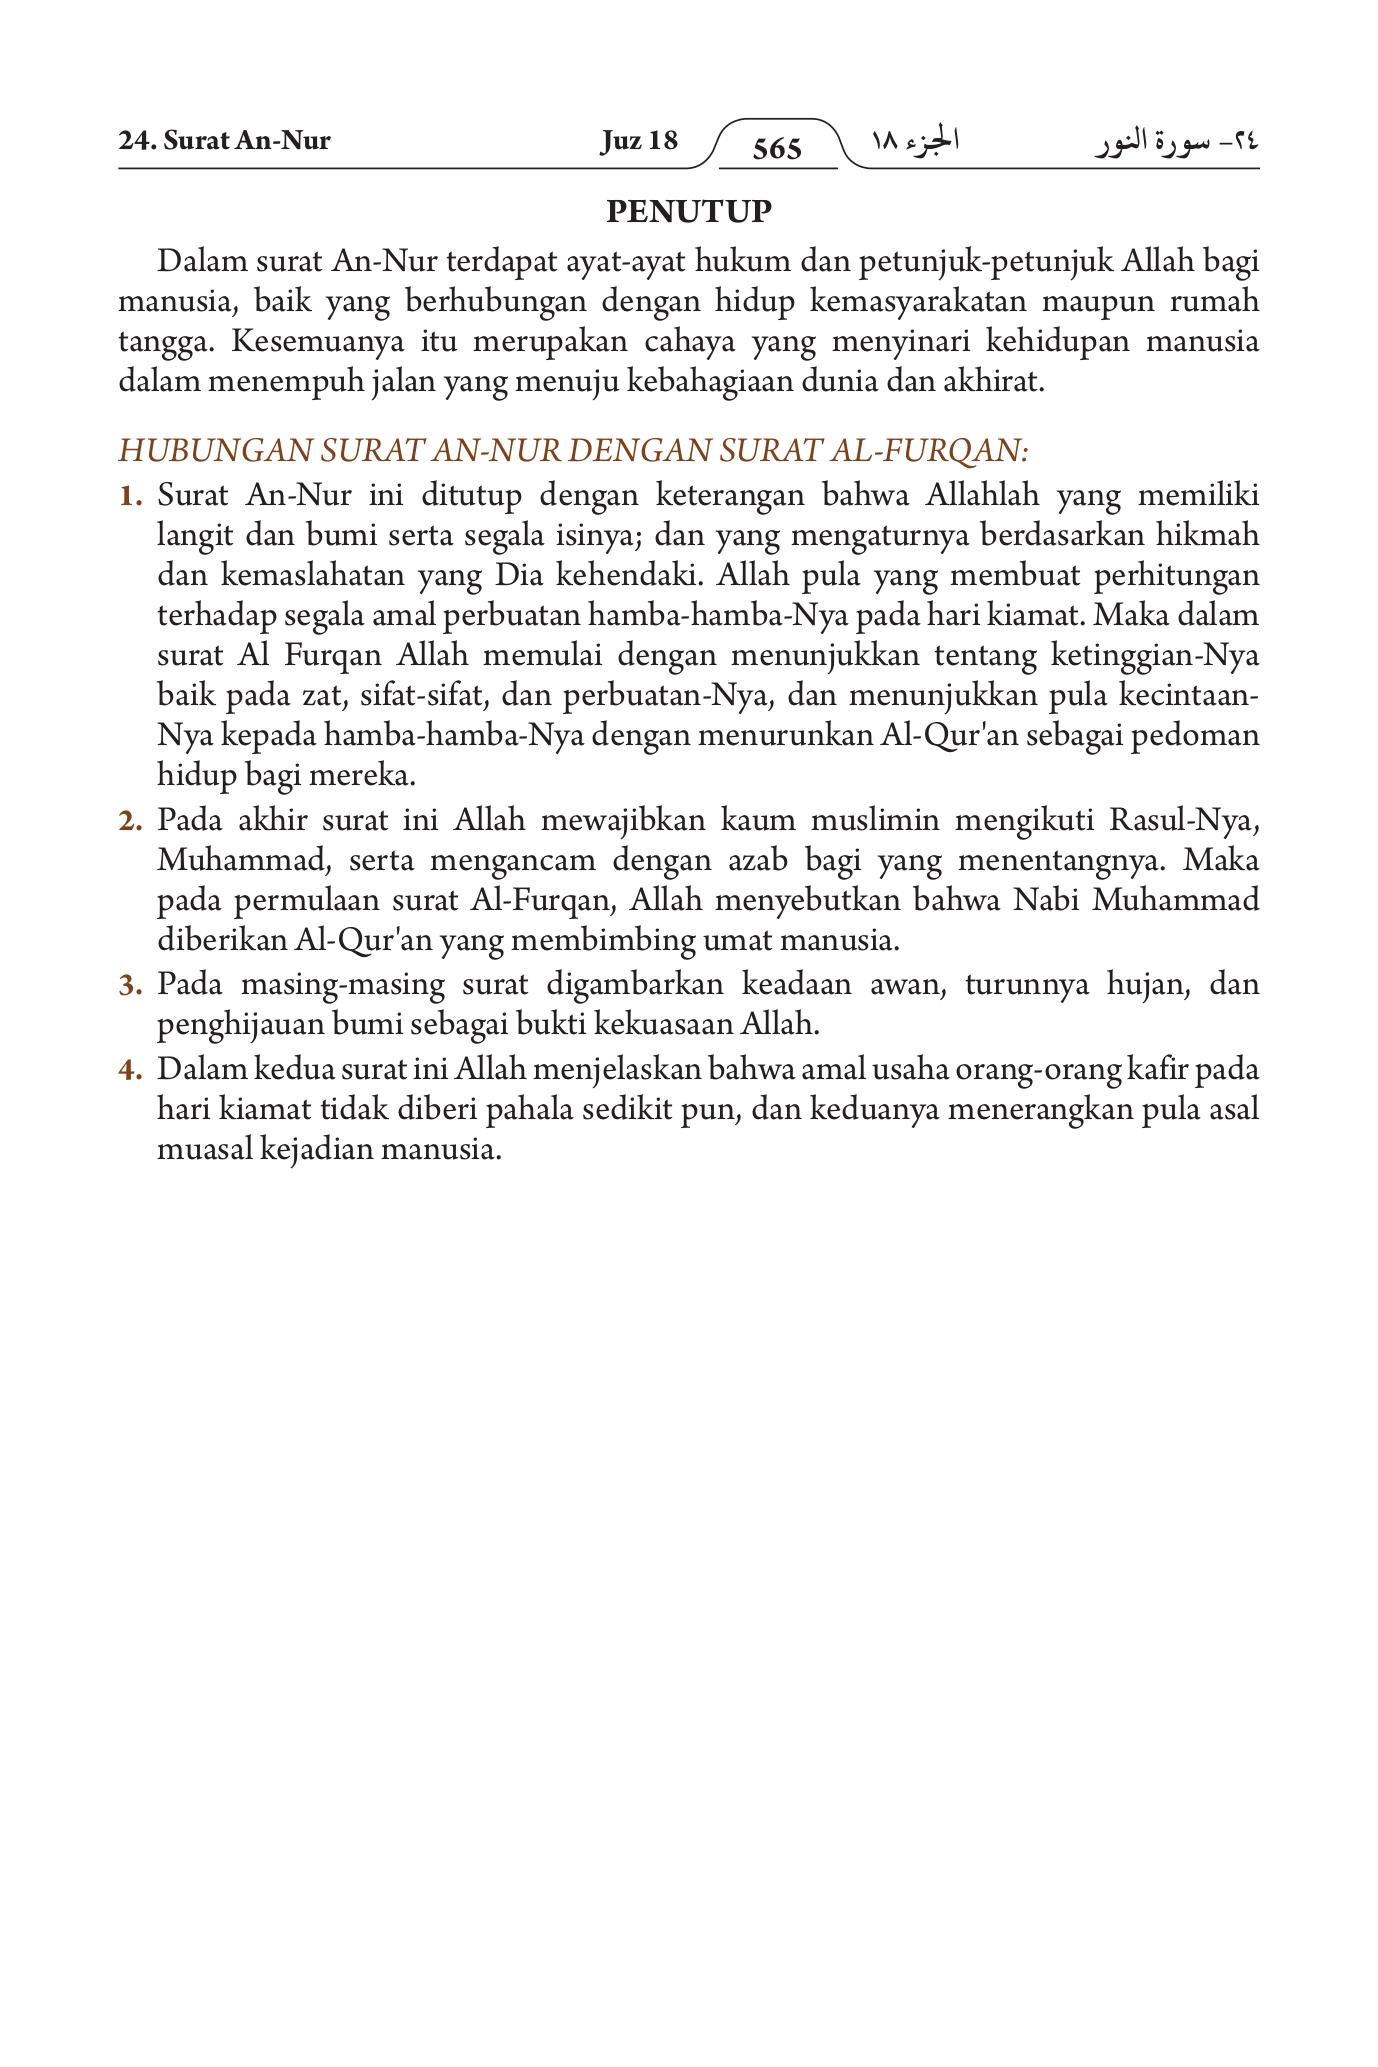 24. Surat An-Nur Juz 18 565 الجزء ١٨ ٢٤- سورة النور
PENUTUP
Dalam surat An-Nur terdapat ayat-ayat hukum dan petunjuk-petunjuk Allah bagi
manusia, baik yang berhubungan dengan hidup kemasyarakatan maupun rumah
tangga. Kesemuanya itu merupakan cahaya yang menyinari kehidupan manusia
dalam menempuh jalan yang menuju kebahagiaan dunia dan akhirat.
HUBUNGAN SURAT AN-NUR DENGAN SURAT AL-FURQAN:
1. Surat An-Nur ini ditutup dengan keterangan bahwa Allahlah yang memiliki
langit dan bumi serta segala isinya; dan yang mengaturnya berdasarkan hikmah
dan kemaslahatan yang Dia kehendaki. Allah pula yang membuat perhitungan
terhadap segala amal perbuatan hamba-hamba-Nya pada hari kiamat. Maka dalam
surat Al Furqan Allah memulai dengan menunjukkan tentang ketinggian-Nya
baik pada zat, sifat-sifat, dan perbuatan-Nya, dan menunjukkan pula kecintaan-
Nya kepada hamba-hamba-Nya dengan menurunkan Al-Qur'an sebagai pedoman
hidup bagi mereka.
2. Pada akhir surat ini Allah mewajibkan kaum muslimin mengikuti Rasul-Nya,
Muhammad, serta mengancam dengan azab bagi yang menentangnya. Maka
pada permulaan surat Al-Furqan, Allah menyebutkan bahwa Nabi Muhammad
diberikan Al-Qur'an yang membimbing umat manusia.
3. Pada masing-masing surat digambarkan keadaan awan, turunnya hujan, dan
penghijauan bumi sebagai bukti kekuasaan Allah.
4. Dalam kedua surat ini Allah menjelaskan bahwa amal usaha orang-orang kafir pada
hari kiamat tidak diberi pahala sedikit pun, dan keduanya menerangkan pula asal
muasal kejadian manusia.